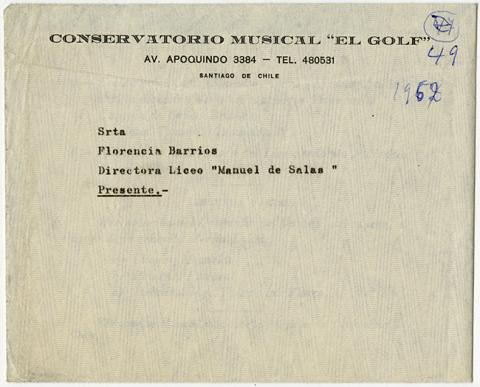 CONSERVATORIO MUSICAL "EL GOLF"
AV. APOQUINDO 3384 — TEL. 480531
SANTIAGO DE CHILE
49
1962
Srta
Florencia Barrios
Directora Liceo "Manuel de Salas "
Presente.-